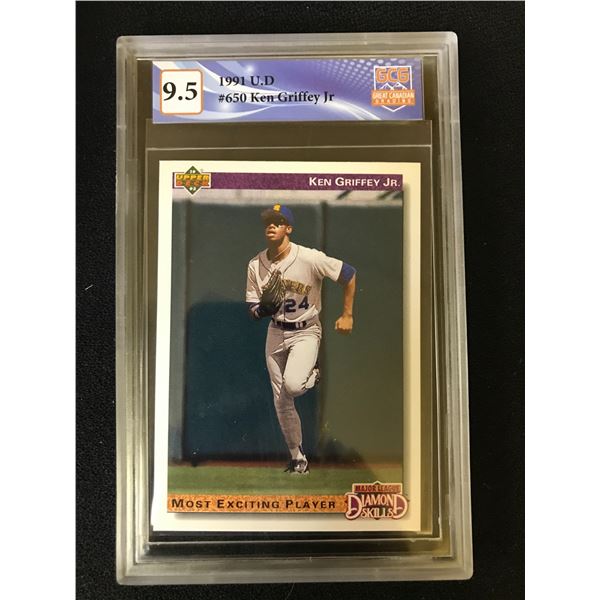 9.5
1991 U.D
#650 Ken Griffey Jr
GCG
GREAT CANADIAN
GRADING
UPPER
DECK
KEN GRIFFEY JR.
24
MOST EXCITING PLAYER
MAJOR LEAGUE
DIAMOND
SKILLS